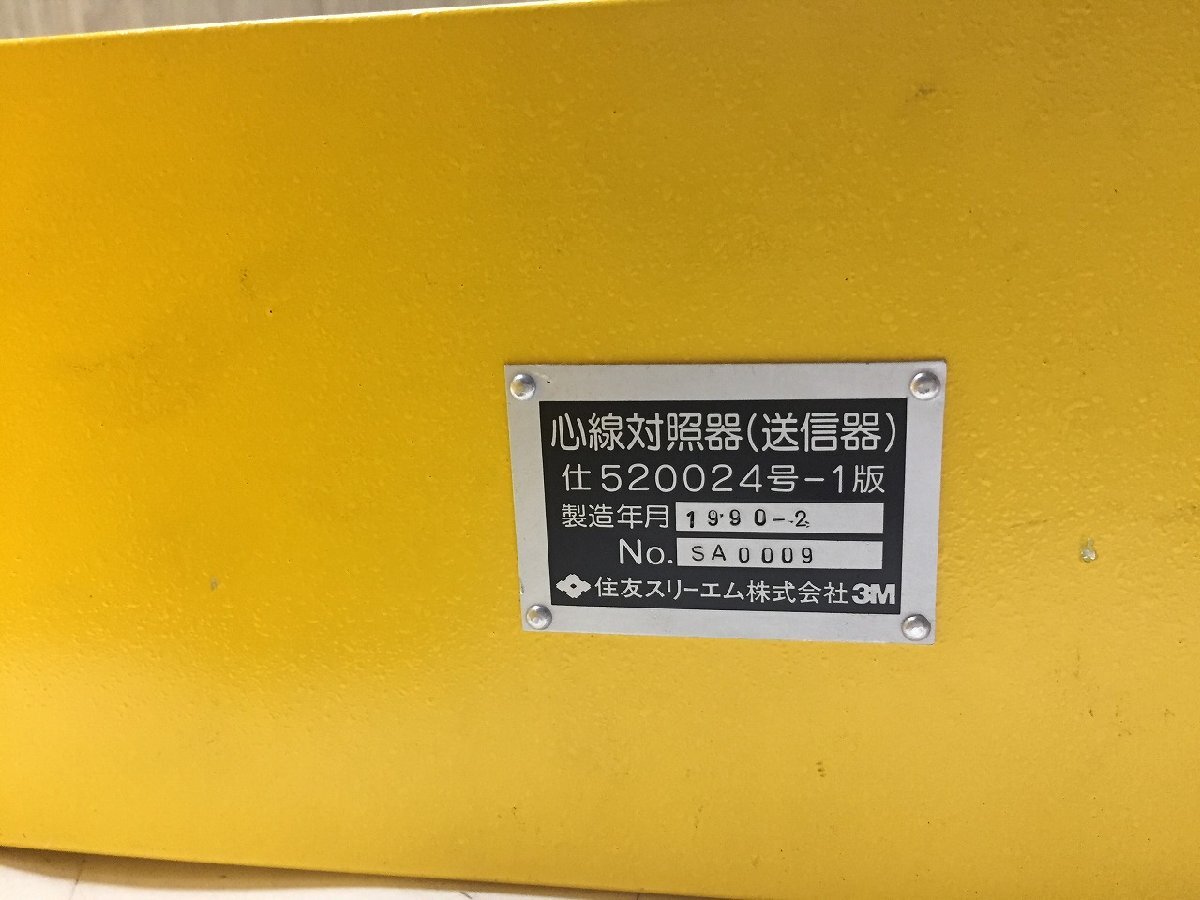 心線対照器(送信器)
仕520024号-1版
製造年月 1990-2
No. SA0009
住友スリーエム株式会社 3M